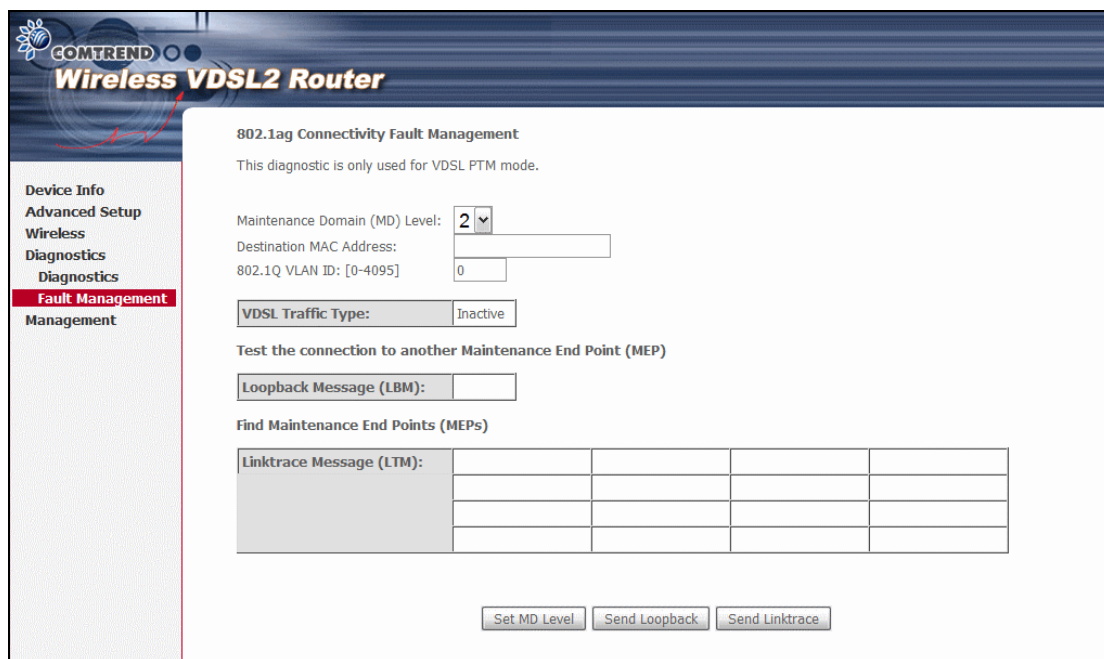 COMTREND
Wireless VDSL2 Router
Device Info
Advanced Setup
Wireless
Diagnostics
Diagnostics
Fault Management
Management
802.1ag Connectivity Fault Management
This diagnostic is only used for VDSL PTM mode.
Maintenance Domain (MD) Level: 2
Destination MAC Address:
802.1Q VLAN ID: [0-4095] 0
VDSL Traffic Type: Inactive
Test the connection to another Maintenance End Point (MEP)
Loopback Message (LBM):
Find Maintenance End Points (MEPs)
Linktrace Message (LTM):
Set MD Level Send Loopback Send Linktrace